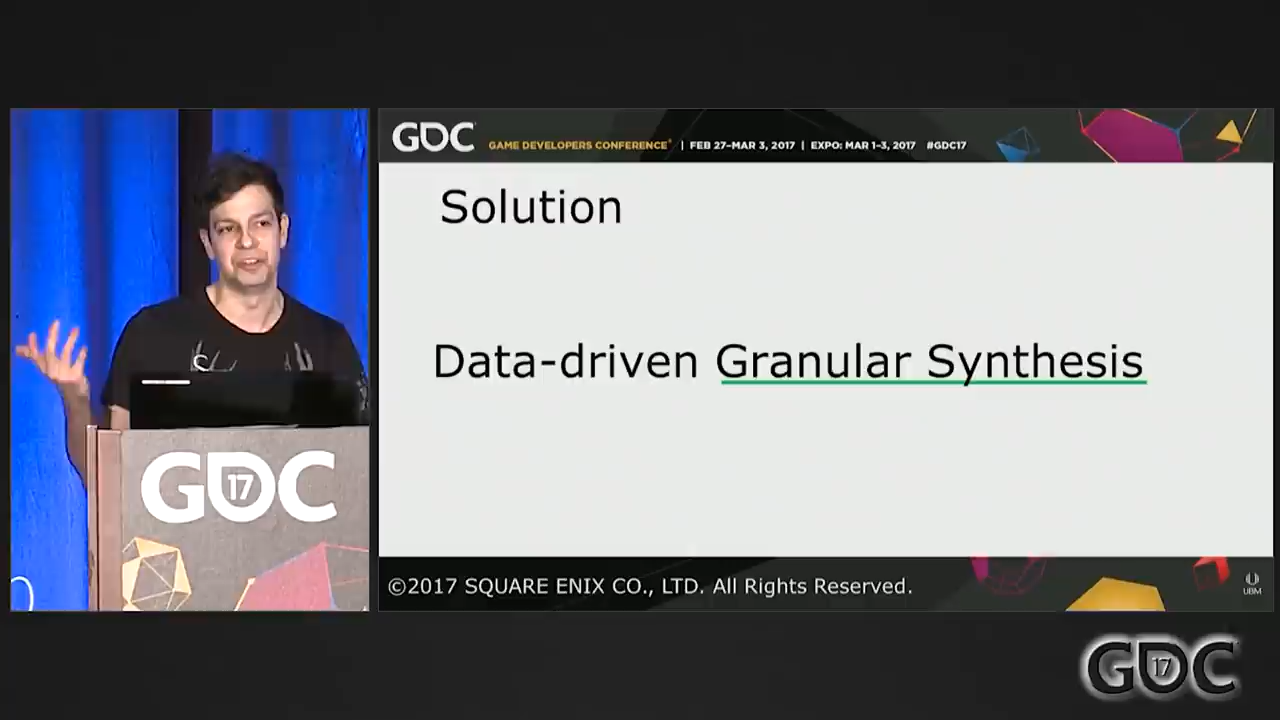 GDC GAME DEVELOPERS CONFERENCE® | FEB 27–MAR 3, 2017 | EXPO: MAR 1–3, 2017 #GDC17
Solution
Data-driven Granular Synthesis
GDC
17
©2017 SQUARE ENIX CO., LTD. All Rights Reserved.
UBM
GDC
17